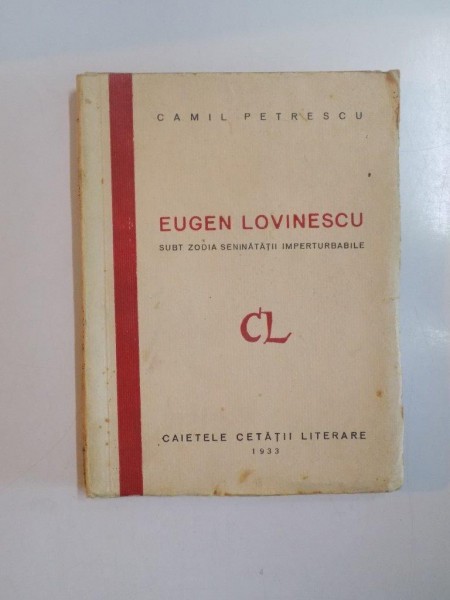 CAMIL PETRESCU
EUGEN LOVINESCU
SUBT ZODIA SENINĂTĂȚII IMPERTURBABILE
CL
CAIETELE CETĂȚII LITERARE
1933